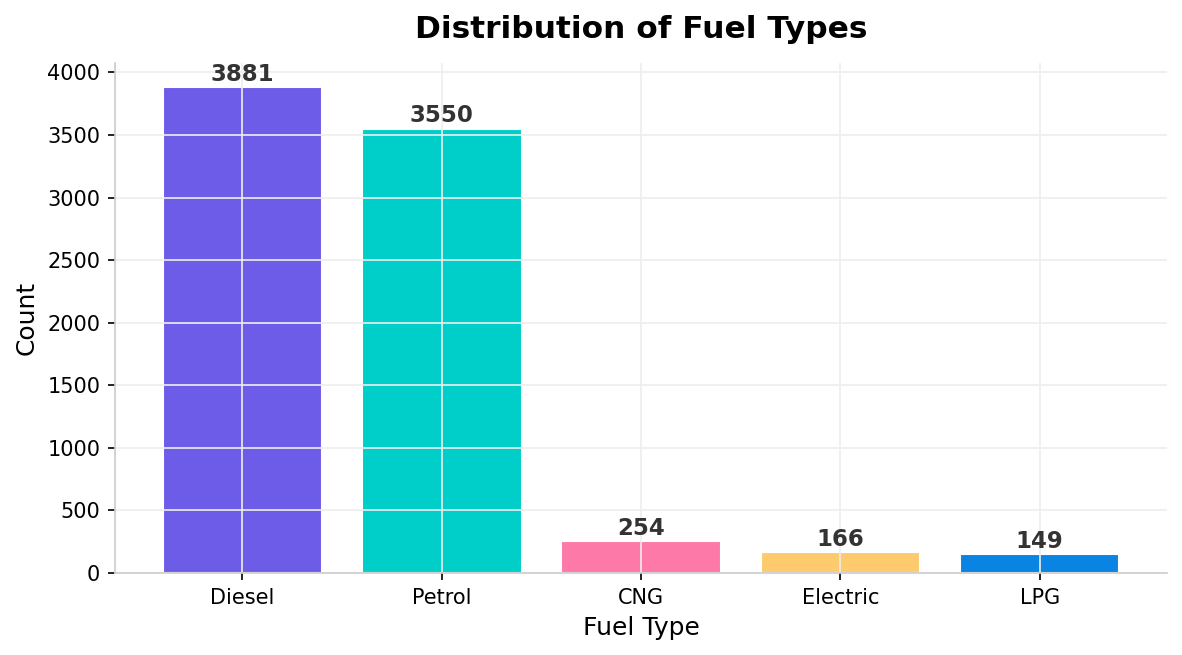 Distribution of Fuel Types
4000
3500
3000
2500
2000
1500
1000
500
0
Count
3881
3550
254
166
149
Diesel
Petrol
CNG
Electric
LPG
Fuel Type